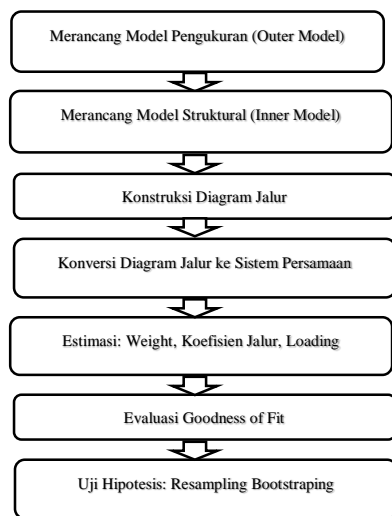 Merancang Model Pengukuran (Outer Model)
Merancang Model Struktural (Inner Model)
Konstruksi Diagram Jalur
Konversi Diagram Jalur ke Sistem Persamaan
Estimasi: Weight, Koefisien Jalur, Loading
Evaluasi Goodness of Fit
Uji Hipotesis: Resampling Bootstraping